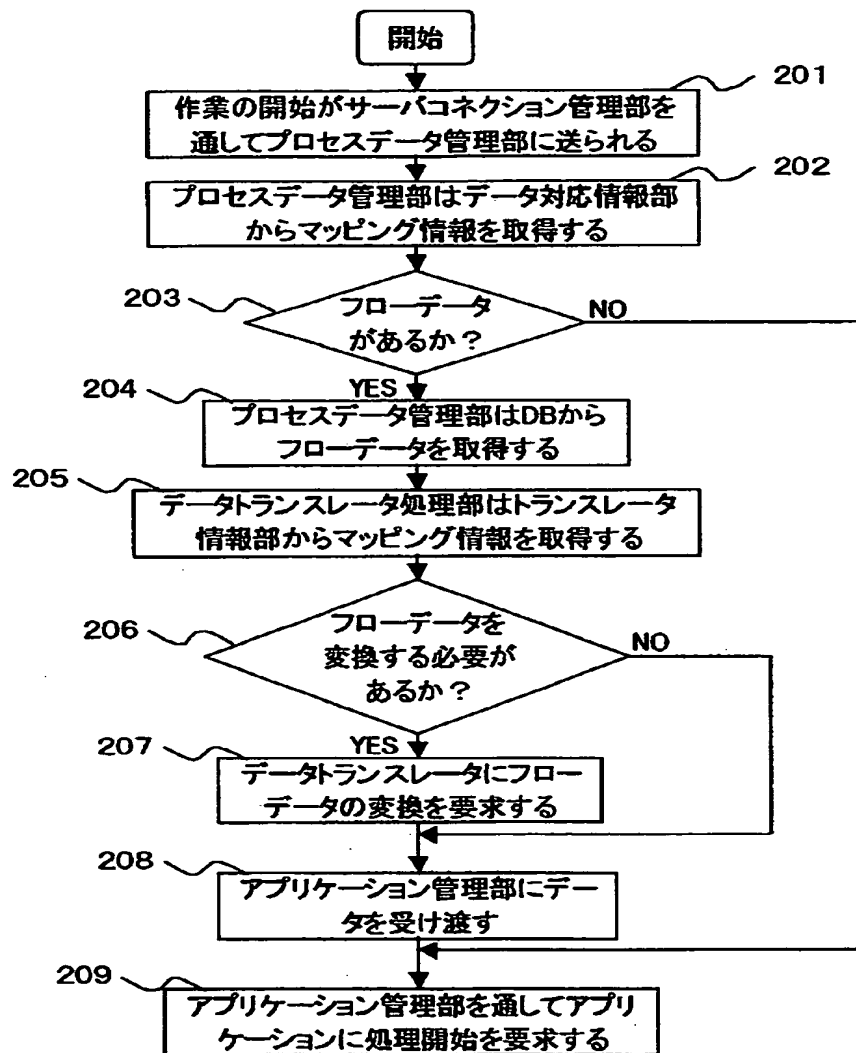 開始
201
作業の開始がサーバコネクション管理部を
通してプロセスデータ管理部に送られる
202
プロセスデータ管理部はデータ対応情報部
からマッピング情報を取得する
203
フローデータ
があるか?
NO
YES
204
プロセスデータ管理部はDBから
フローデータを取得する
205
データトランスレータ処理部はトランスレータ
情報部からマッピング情報を取得する
206
フローデータを
変換する必要が
あるか?
NO
YES
207
データトランスレータにフロー
データの変換を要求する
208
アプリケーション管理部にデー
タを受け渡す
209
アプリケーション管理部を通してアプリ
ケーションに処理開始を要求する